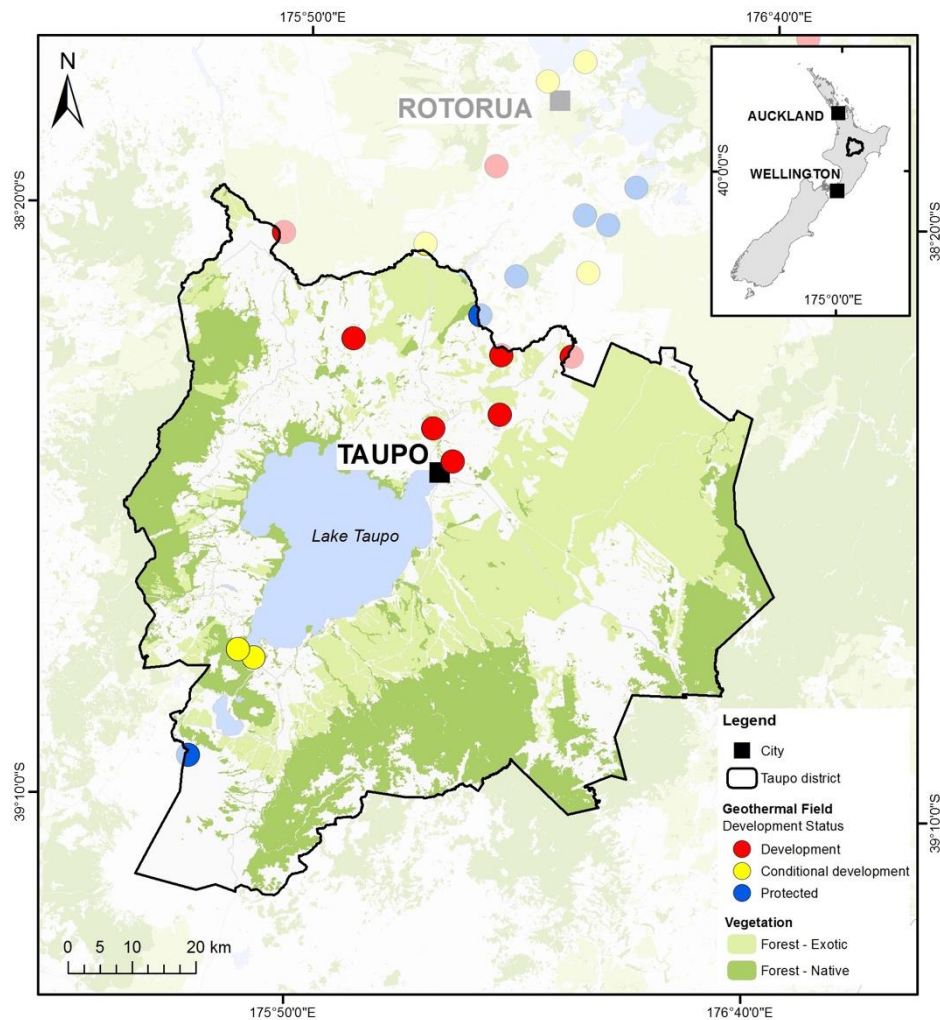 175°50'0"E
176°40'0"E
N
ROTORUA
AUCKLAND
WELLINGTON
40°0'0"S
175°0'0"E
38°20'0"S
38°20'0"S
TAUPO
Lake Taupo
39°10'0"S
39°10'0"S
Legend
City
Taupo district
Geothermal Field
Development Status
Development
Conditional development
Protected
Vegetation
Forest - Exotic
Forest - Native
0 5 10 20 km
175°50'0"E
176°40'0"E